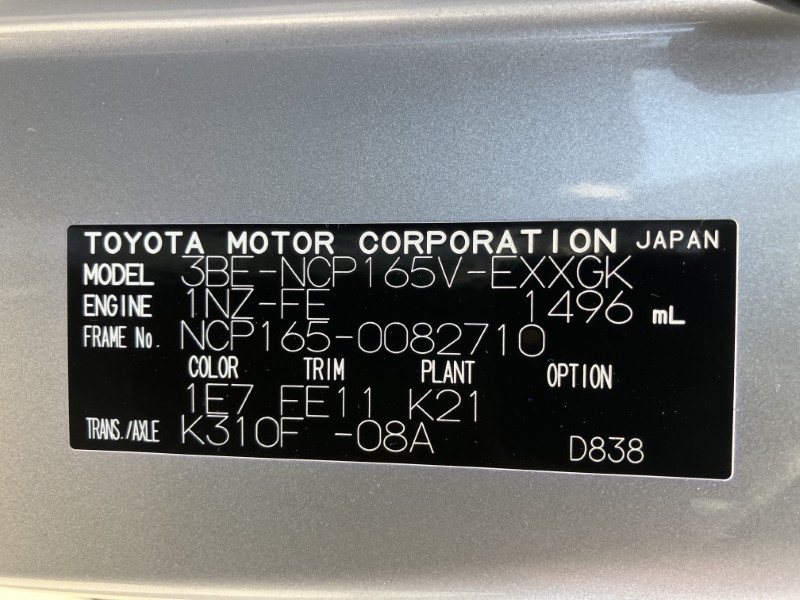 TOYOTA MOTOR CORPORATION JAPAN
MODEL 3BE-NCP165V-EXXGK
ENGINE 1NZ-FE 1496 mL
FRAME No. NCP165-0082710
COLOR TRIM PLANT OPTION
1E7 FE11 K21
TRANS./AXLE K310F -08A D838